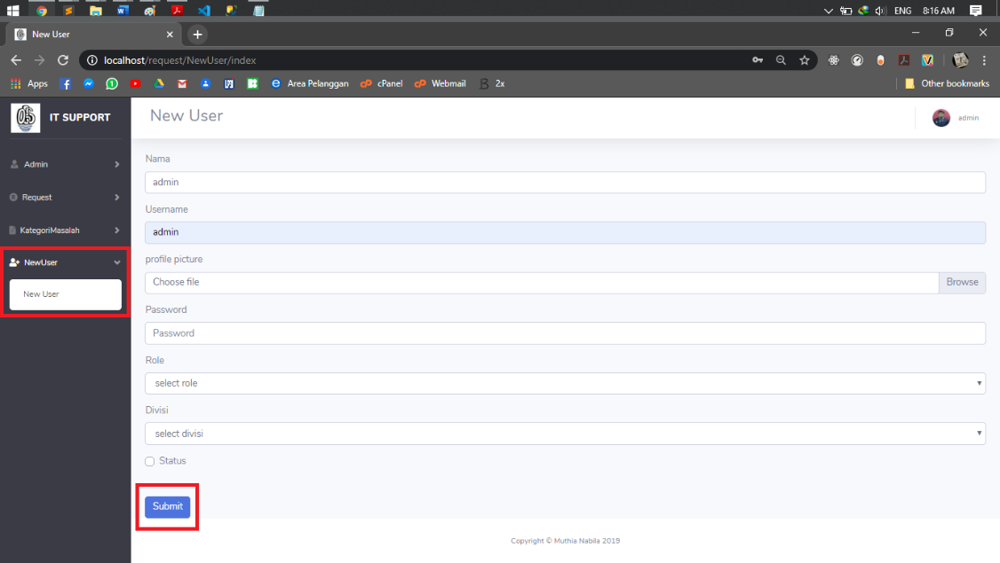 ENG 8:16 AM
New User
localhost/request/NewUser/index
Apps Area Pelanggan cPanel Webmail 2x Other bookmarks
IT SUPPORT
New User
admin
Admin
Request
KategoriMasalah
NewUser
New User
Nama
admin
Username
admin
profile picture
Choose file Browse
Password
Password
Role
select role
Divisi
select divisi
Status
Submit
Copyright © Muthia Nabila 2019